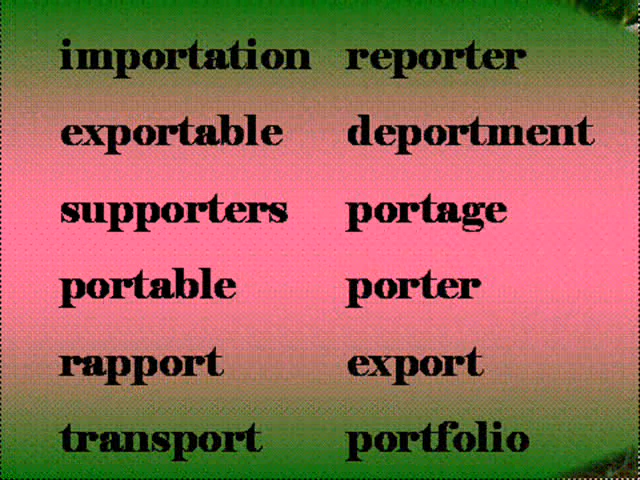 importation reporter
exportable deportment
supporters portage
portable porter
rapport export
transport portfolio